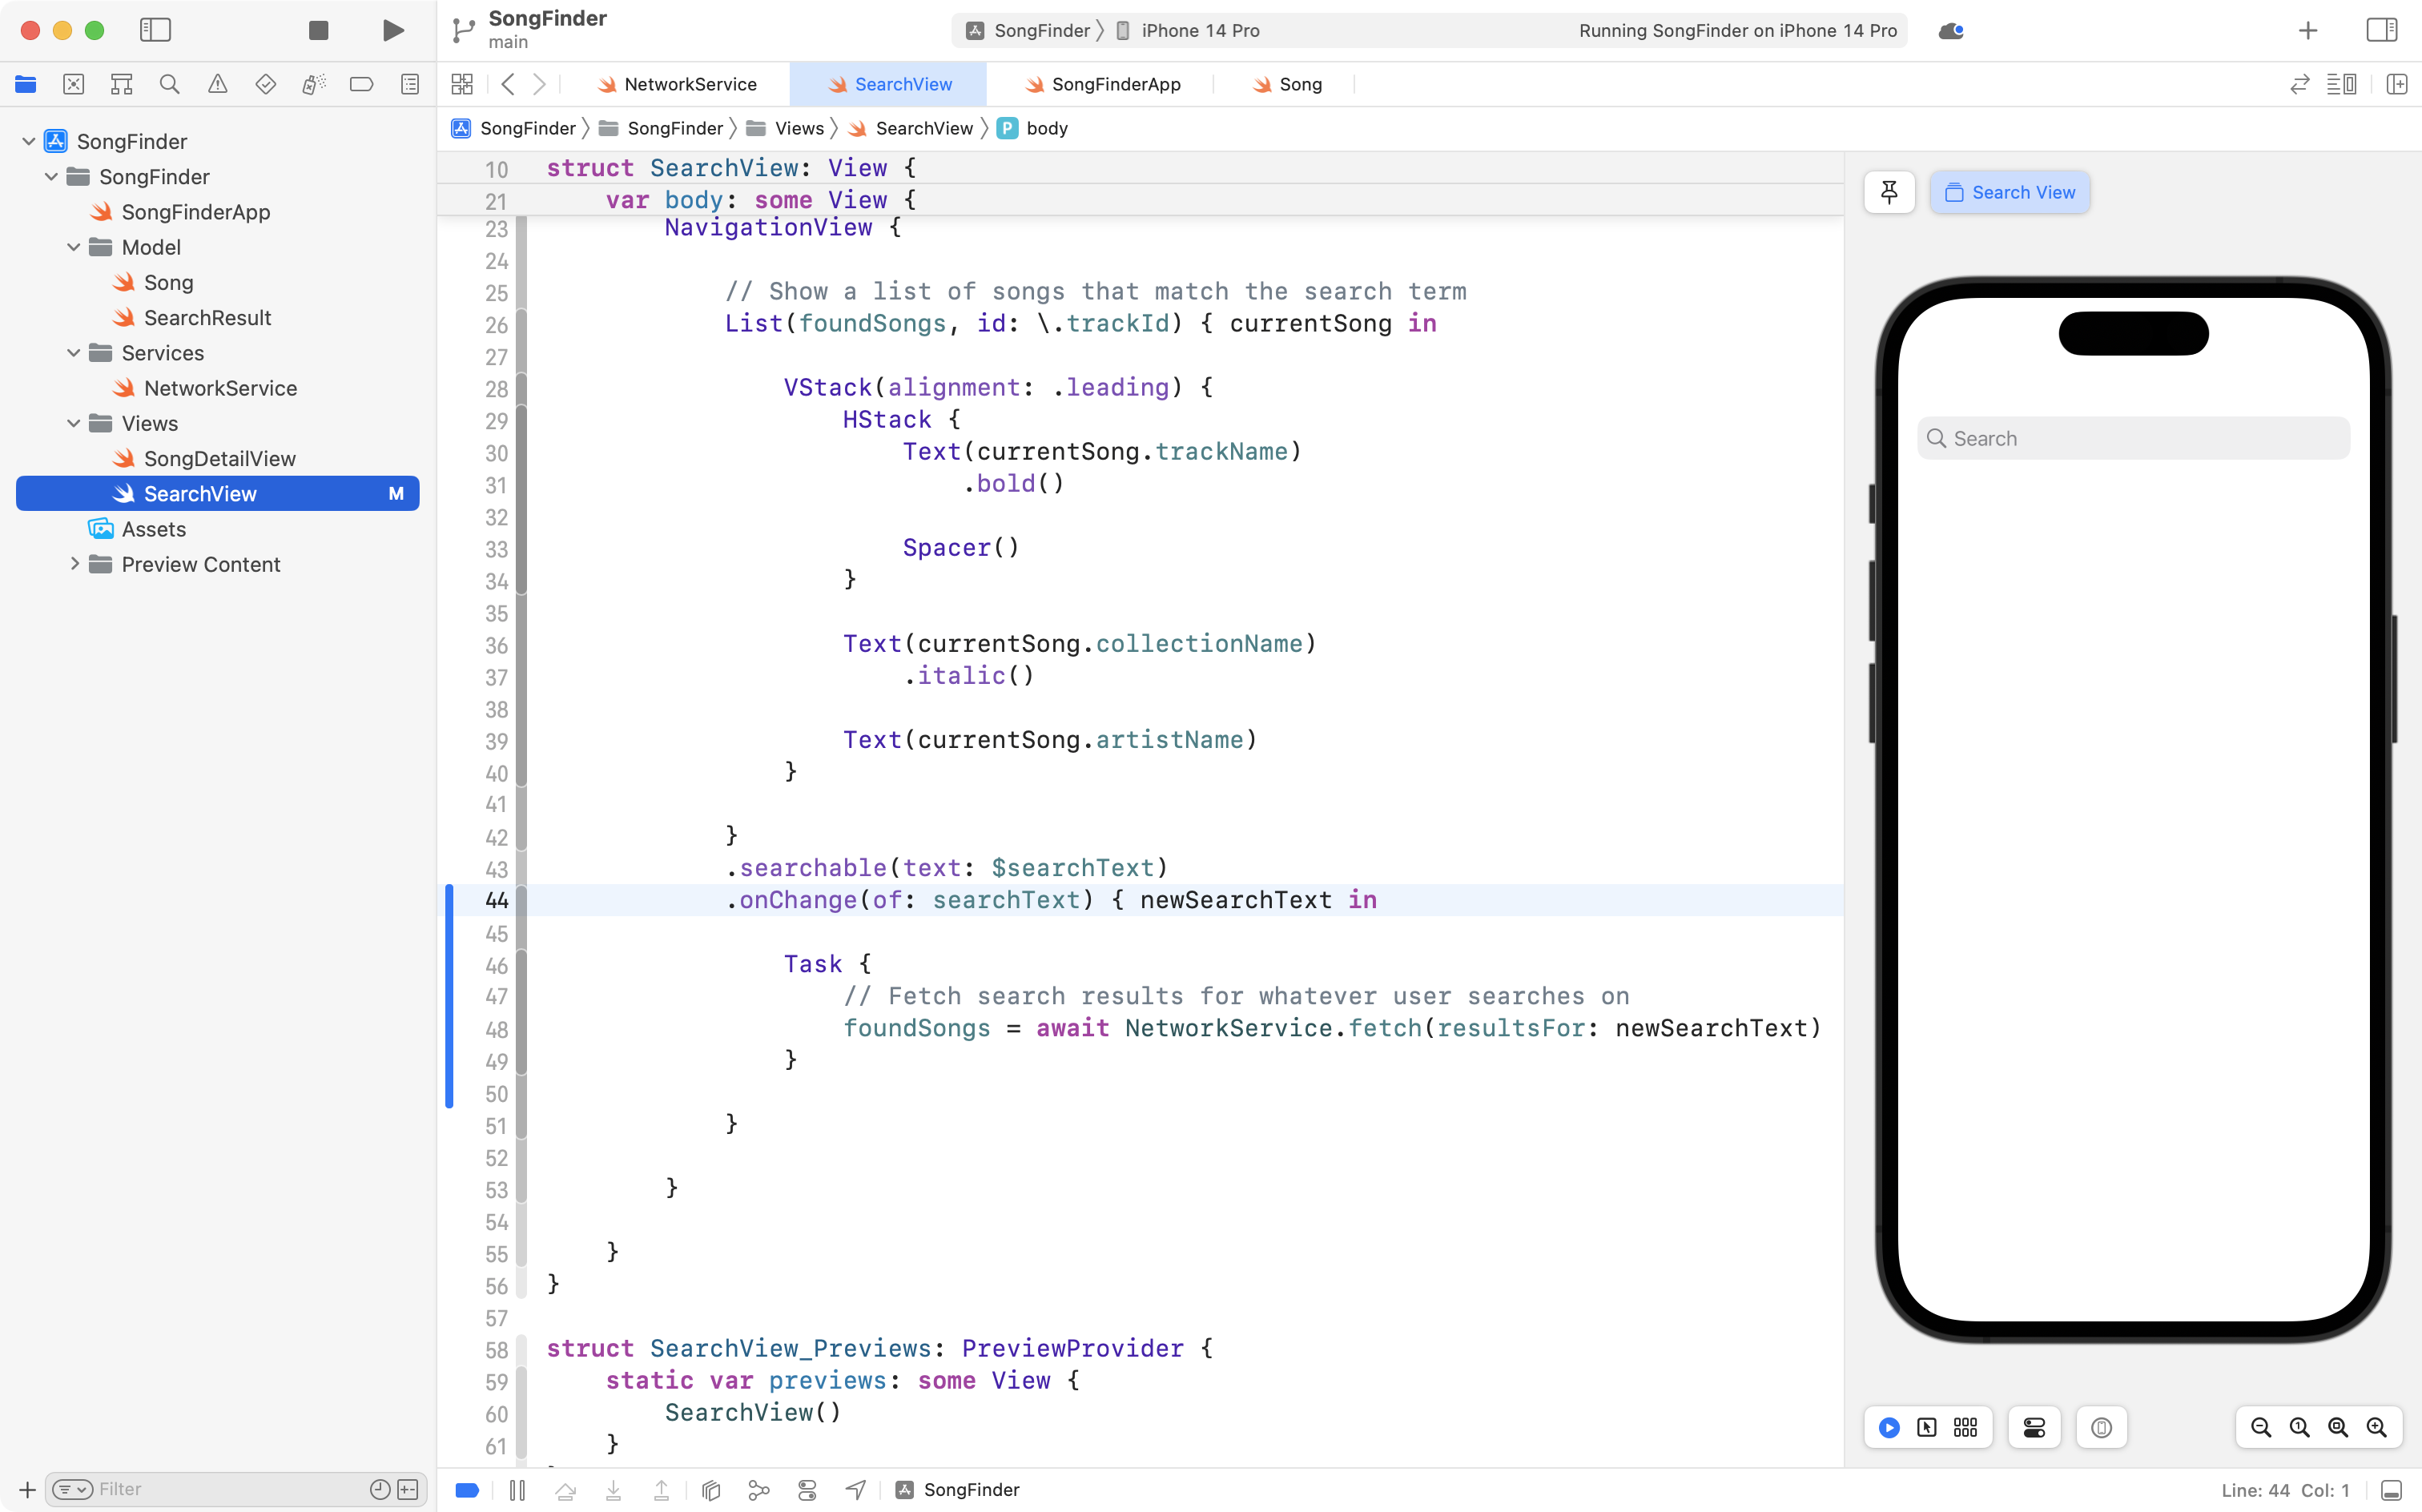 SongFinder
main
SongFinder
iPhone 14 Pro
Running SongFinder on iPhone 14 Pro
NetworkService
SearchView
SongFinderApp
Song
SongFinder
SongFinder
Views
SearchView
P
body
SongFinder
SongFinder
SongFinderApp
Model
Song
SearchResult
Services
NetworkService
Views
SongDetailView
SearchView M
Assets
Preview Content
Filter
10 struct SearchView: View {
21 var body: some View {
23 NavigationView {
24
25 // Show a list of songs that match the search term
26 List(foundSongs, id: \.trackId) { currentSong in
27
28 VStack(alignment: .leading) {
29 HStack {
30 Text(currentSong.trackName)
31 .bold()
32
33 Spacer()
34 }
35
36 Text(currentSong.collectionName)
37 .italic()
38
39 Text(currentSong.artistName)
40 }
41
42 }
43 .searchable(text: $searchText)
44 .onChange(of: searchText) { newSearchText in
45
46 Task {
47 // Fetch search results for whatever user searches on
48 foundSongs = await NetworkService.fetch(resultsFor: newSearchText)
49 }
50
51 }
52
53 }
54
55 }
56 }
57
58 struct SearchView_Previews: PreviewProvider {
59 static var previews: some View {
60 SearchView()
61 }
Search View
Search
SongFinder
Line: 44 Col: 1